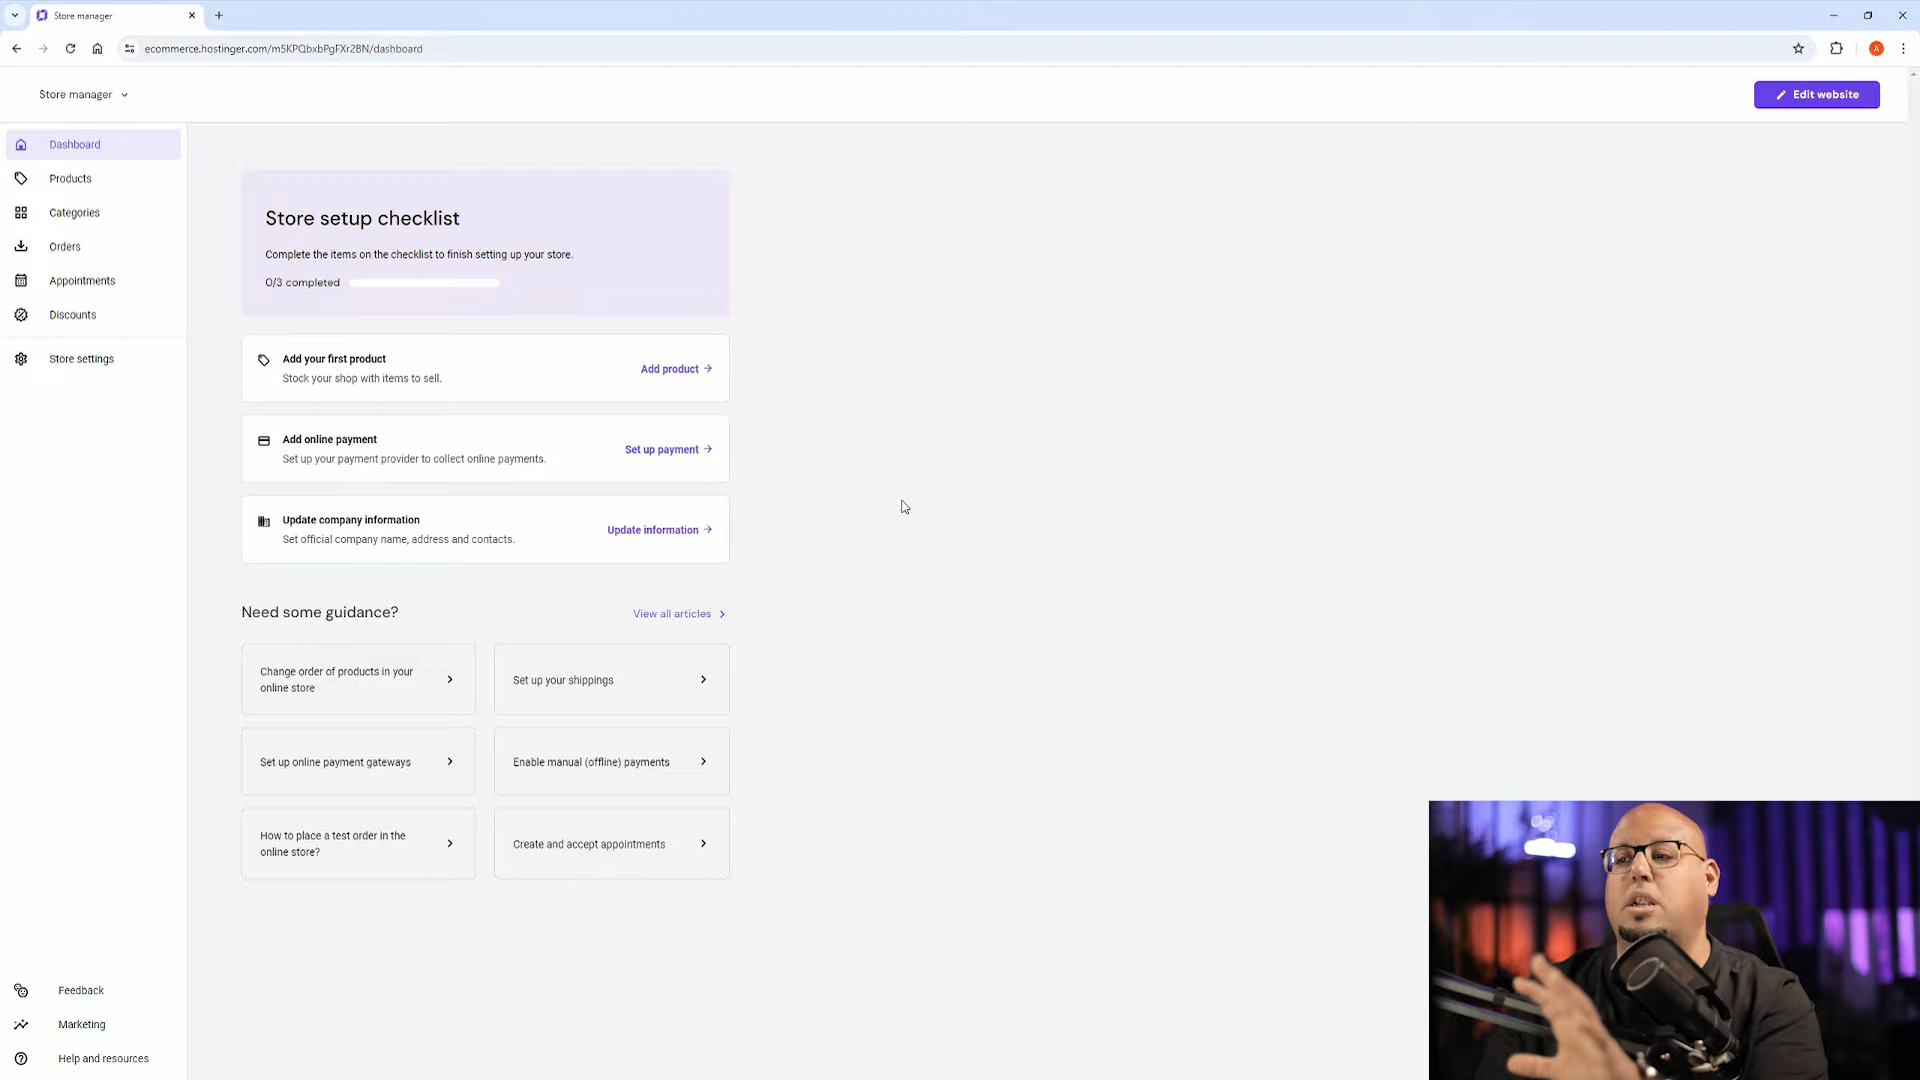 Store manager
ecommerce.hostinger.com/m5KPQbxbPgFXr2BN/dashboard
A
Store manager
Edit website
Dashboard
Products
Categories
Orders
Appointments
Discounts
Store settings
Store setup checklist
Complete the items on the checklist to finish setting up your store.
0/3 completed
Add your first product
Stock your shop with items to sell.
Add product
Add online payment
Set up your payment provider to collect online payments.
Set up payment
Update company information
Set official company name, address and contacts.
Update information
Need some guidance?
View all articles
Change order of products in your
online store
Set up your shippings
Set up online payment gateways
Enable manual (offline) payments
How to place a test order in the
online store?
Create and accept appointments
Feedback
Marketing
Help and resources